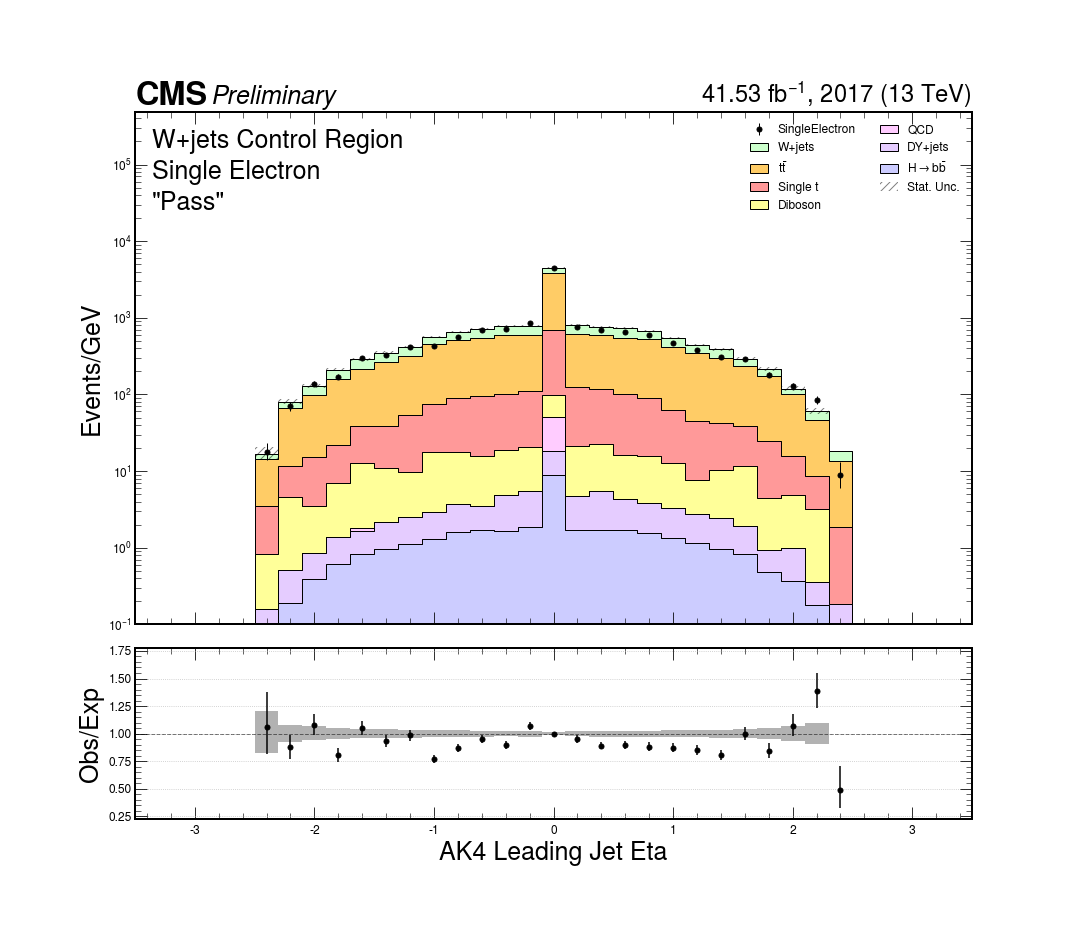 CMS Preliminary
41.53 fb⁻¹, 2017 (13 TeV)
W+jets Control Region
Single Electron
"Pass"
SingleElectron
W+jets
tt̄
Single t
Diboson
QCD
DY+jets
H→bb̄
Stat. Unc.
Events/GeV
10⁵
10⁴
10³
10²
10¹
10⁰
10⁻¹
Obs/Exp
1.75
1.50
1.25
1.00
0.75
0.50
0.25
-3 -2 -1 0 1 2 3
AK4 Leading Jet Eta